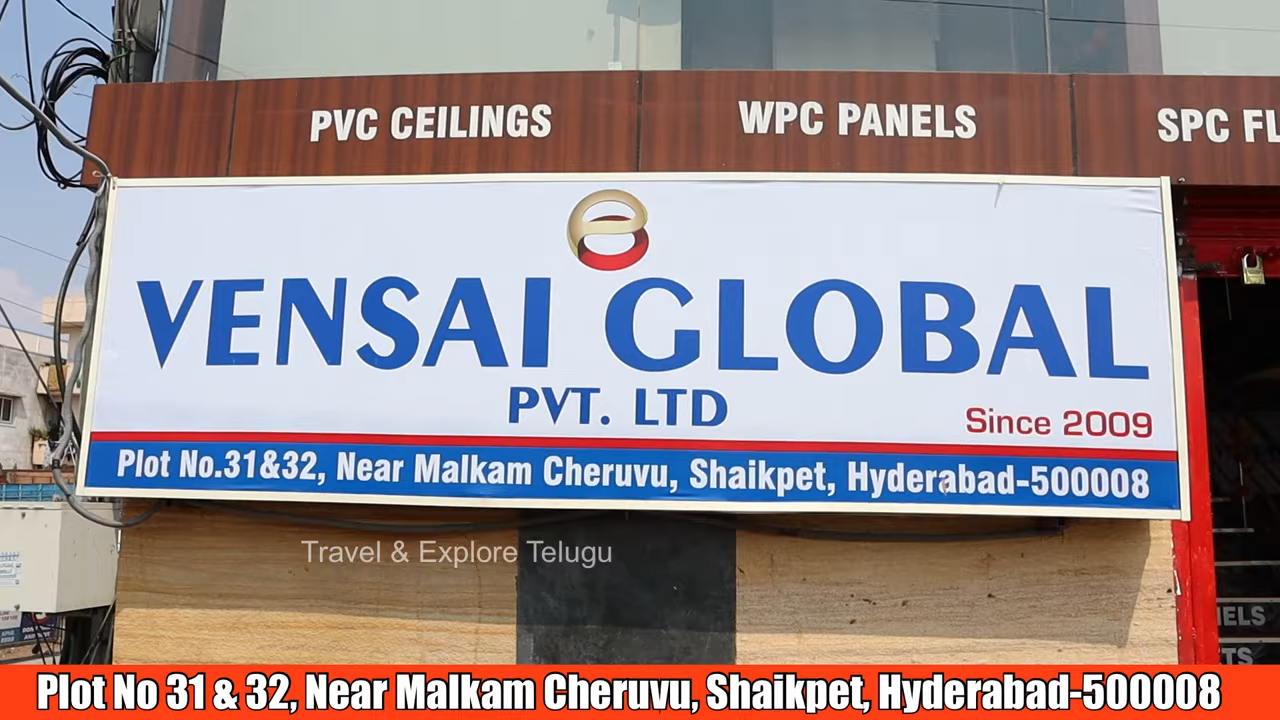 PVC CEILINGS WPC PANELS SPC FL
VENSAI GLOBAL
PVT. LTD
Since 2009
Plot No.31&32, Near Malkam Cheruvu, Shaikpet, Hyderabad-500008
Travel & Explore Telugu
Plot No 31 & 32, Near Malkam Cheruvu, Shaikpet, Hyderabad-500008